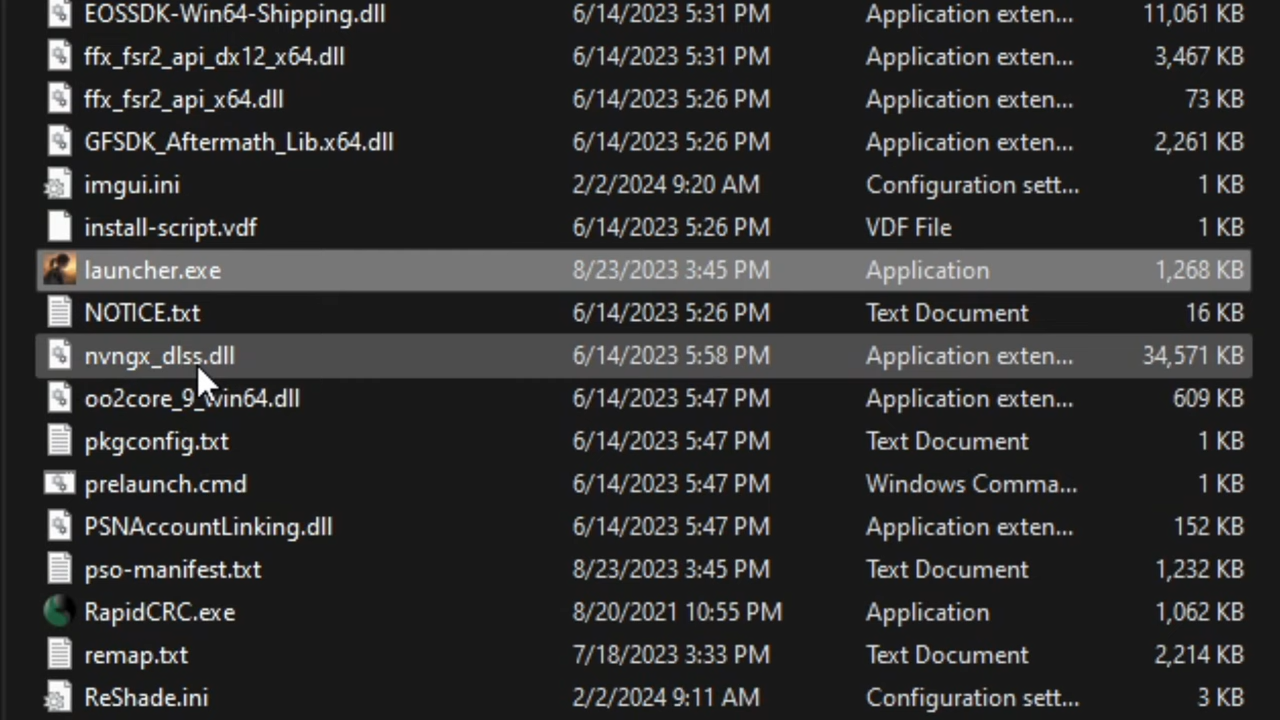 EOSSDK-Win64-Shipping.dll 6/14/2023 5:31 PM Application exten... 11,061 KB
ffx_fsr2_api_dx12_x64.dll 6/14/2023 5:31 PM Application exten... 3,467 KB
ffx_fsr2_api_x64.dll 6/14/2023 5:26 PM Application exten... 73 KB
GFSDK_Aftermath_Lib.x64.dll 6/14/2023 5:26 PM Application exten... 2,261 KB
imgui.ini 2/2/2024 9:20 AM Configuration sett... 1 KB
install-script.vdf 6/14/2023 5:26 PM VDF File 1 KB
launcher.exe 8/23/2023 3:45 PM Application 1,268 KB
NOTICE.txt 6/14/2023 5:26 PM Text Document 16 KB
nvngx_dlss.dll 6/14/2023 5:58 PM Application exten... 34,571 KB
oo2core_9_win64.dll 6/14/2023 5:47 PM Application exten... 609 KB
pkgconfig.txt 6/14/2023 5:47 PM Text Document 1 KB
prelaunch.cmd 6/14/2023 5:47 PM Windows Comma... 1 KB
PSNAccountLinking.dll 6/14/2023 5:47 PM Application exten... 152 KB
pso-manifest.txt 8/23/2023 3:45 PM Text Document 1,232 KB
RapidCRC.exe 8/20/2021 10:55 PM Application 1,062 KB
remap.txt 7/18/2023 3:33 PM Text Document 2,214 KB
ReShade.ini 2/2/2024 9:11 AM Configuration sett... 3 KB